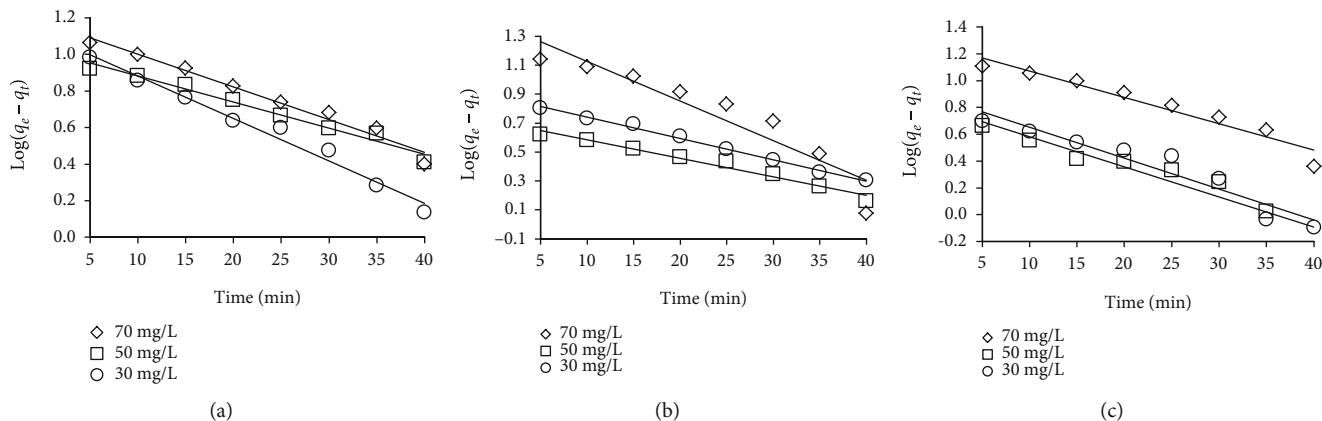 1.2
1.0
0.8
0.6
0.4
0.2
0.0
Log(qe – qt)
5 10 15 20 25 30 35 40
Time (min)
70 mg/L
50 mg/L
30 mg/L
(a)
1.3
1.1
0.9
0.7
0.5
0.3
0.1
–0.1
Log(qe – qt)
5 10 15 20 25 30 35 40
Time (min)
70 mg/L
50 mg/L
30 mg/L
(b)
1.4
1.2
1.0
0.8
0.6
0.4
0.2
0.0
-0.2
Log(qe – qt)
5 10 15 20 25 30 35 40
Time (min)
70 mg/L
50 mg/L
30 mg/L
(c)